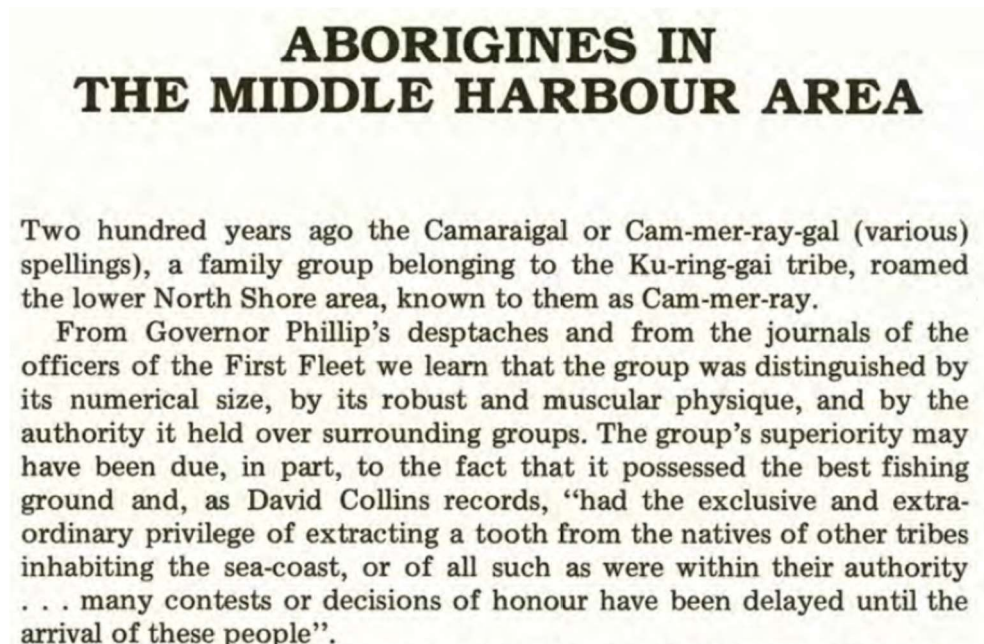 ABORIGINES IN
THE MIDDLE HARBOUR AREA
Two hundred years ago the Camaraigal or Cam-mer-ray-gal (various)
spellings), a family group belonging to the Ku-ring-gai tribe, roamed
the lower North Shore area, known to them as Cam-mer-ray.
From Governor Phillip's desptaches and from the journals of the
officers of the First Fleet we learn that the group was distinguished by
its numerical size, by its robust and muscular physique, and by the
authority it held over surrounding groups. The group's superiority may
have been due, in part, to the fact that it possessed the best fishing
ground and, as David Collins records, “had the exclusive and extra-
ordinary privilege of extracting a tooth from the natives of other tribes
inhabiting the sea-coast, or of all such as were within their authority
. . . many contests or decisions of honour have been delayed until the
arrival of these people”.